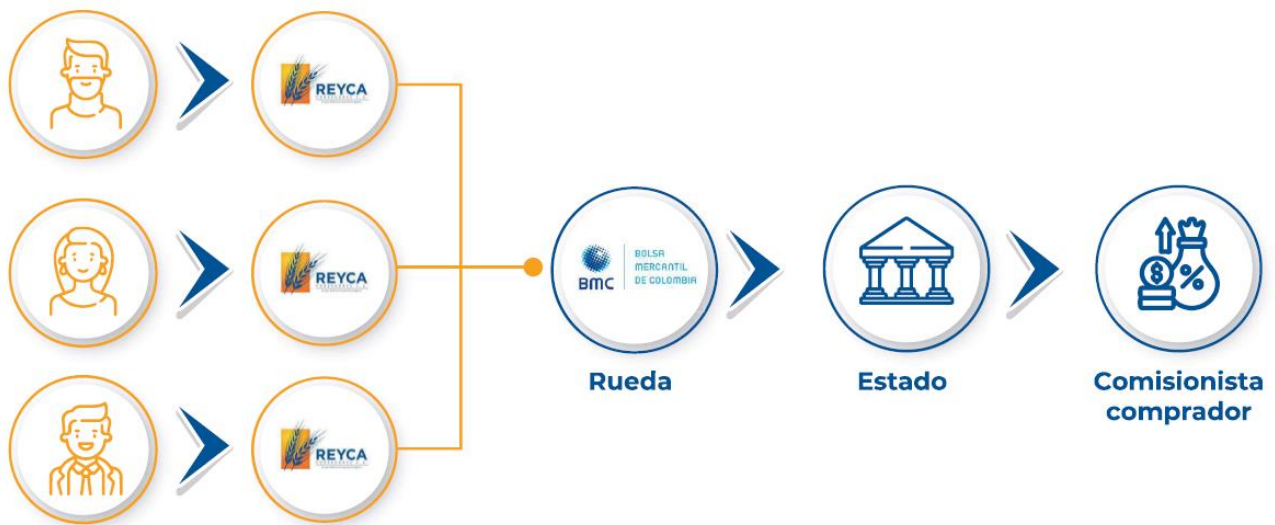 REYCA
REYCA
BOLSA
MERCANTIL
DE COLOMBIA
BMC
REYCA
Rueda
Estado
Comisionista
comprador
$
%